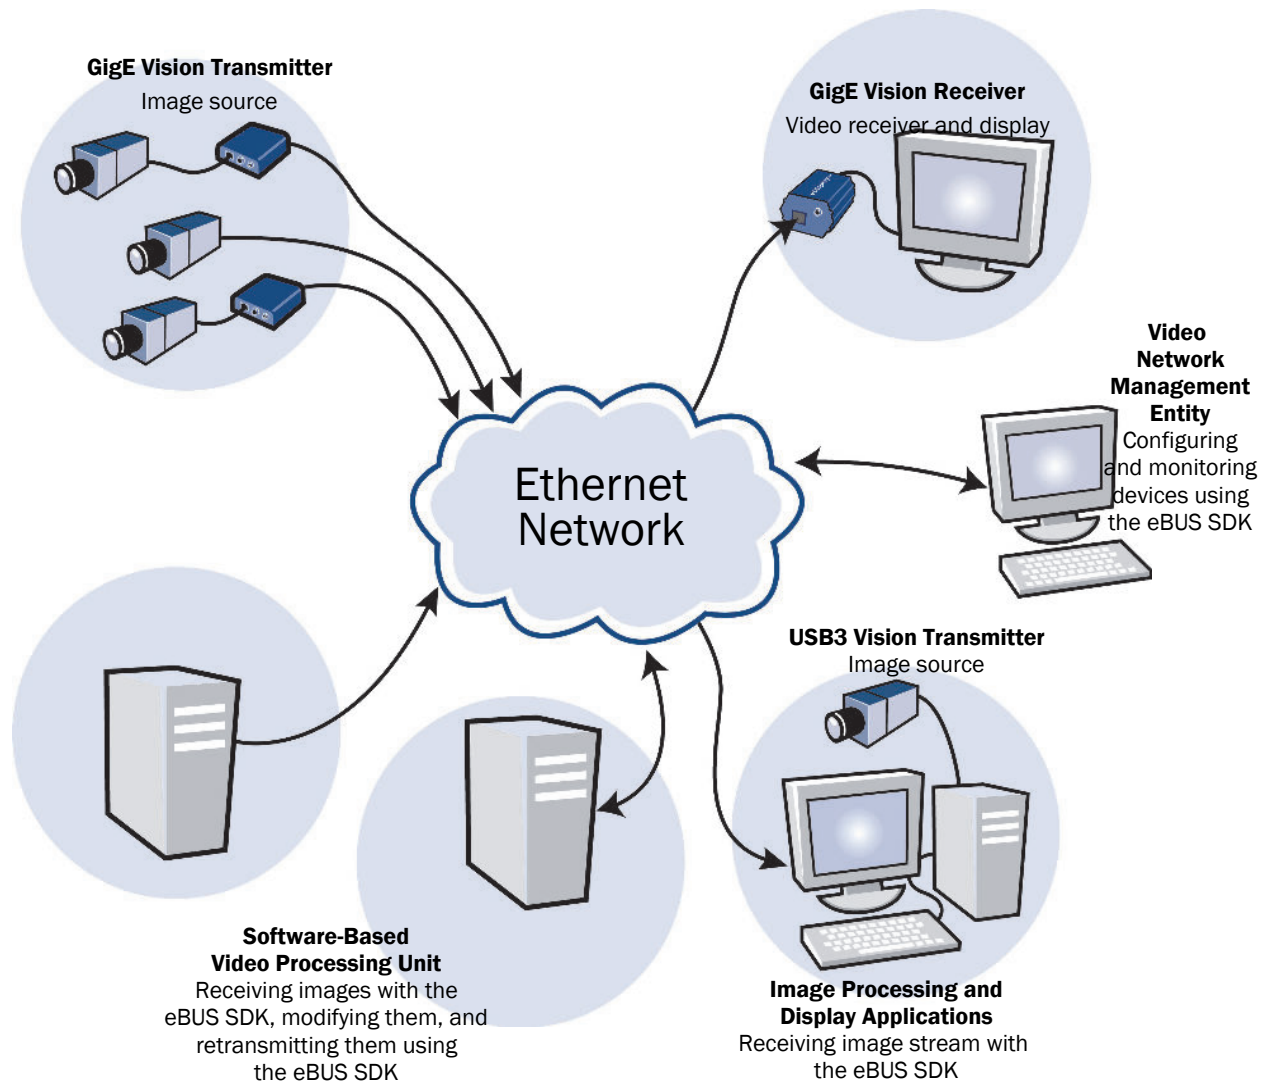 GigE Vision Transmitter
Image source
GigE Vision Receiver
Video receiver and display
Video
Network
Management
Entity
Configuring
and monitoring
devices using
the eBUS SDK
Ethernet
Network
USB3 Vision Transmitter
Image source
Software-Based
Video Processing Unit
Receiving images with the
eBUS SDK, modifying them, and
retransmitting them using
the eBUS SDK
Image Processing and
Display Applications
Receiving image stream with
the eBUS SDK